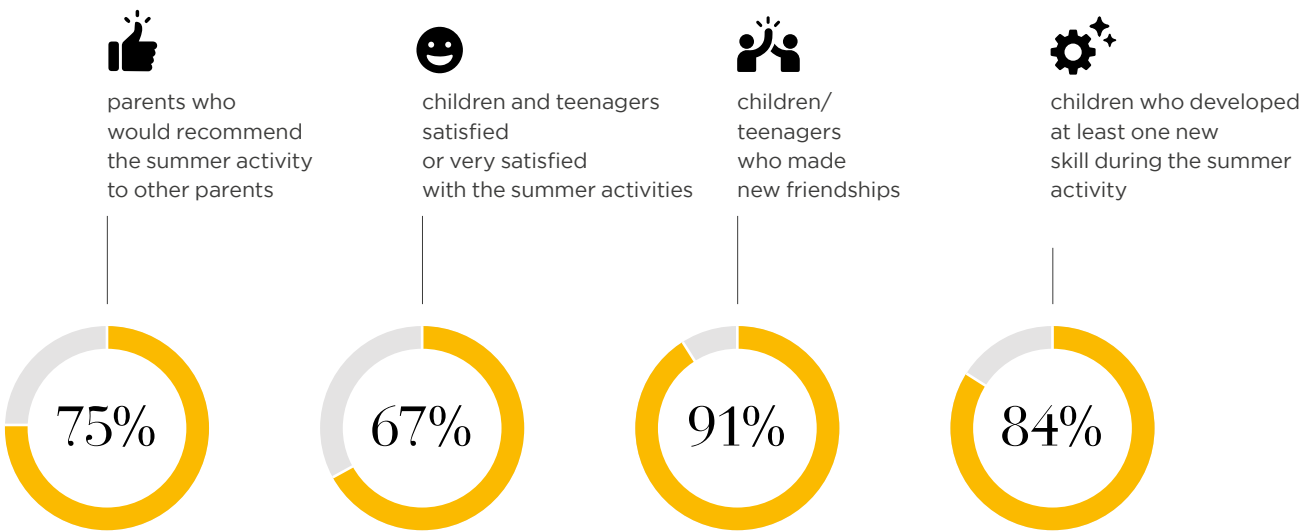 parents who
would recommend
the summer activity
to other parents
children and teenagers
satisfied
or very satisfied
with the summer activities
children/
teenagers
who made
new friendships
children who developed
at least one new
skill during the summer
activity
75%
67%
91%
84%